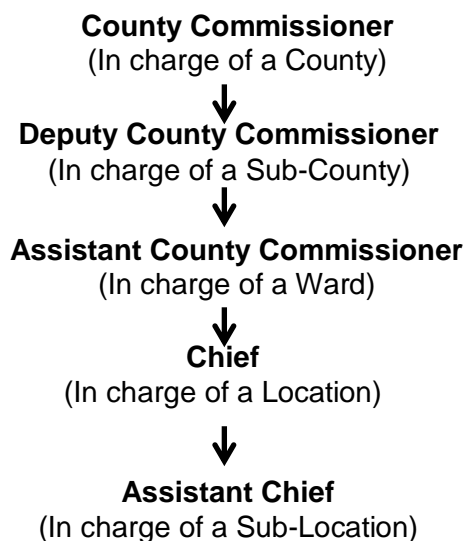 County Commissioner
(In charge of a County)
Deputy County Commissioner
(In charge of a Sub-County)
Assistant County Commissioner
(In charge of a Ward)
Chief
(In charge of a Location)
Assistant Chief
(In charge of a Sub-Location)